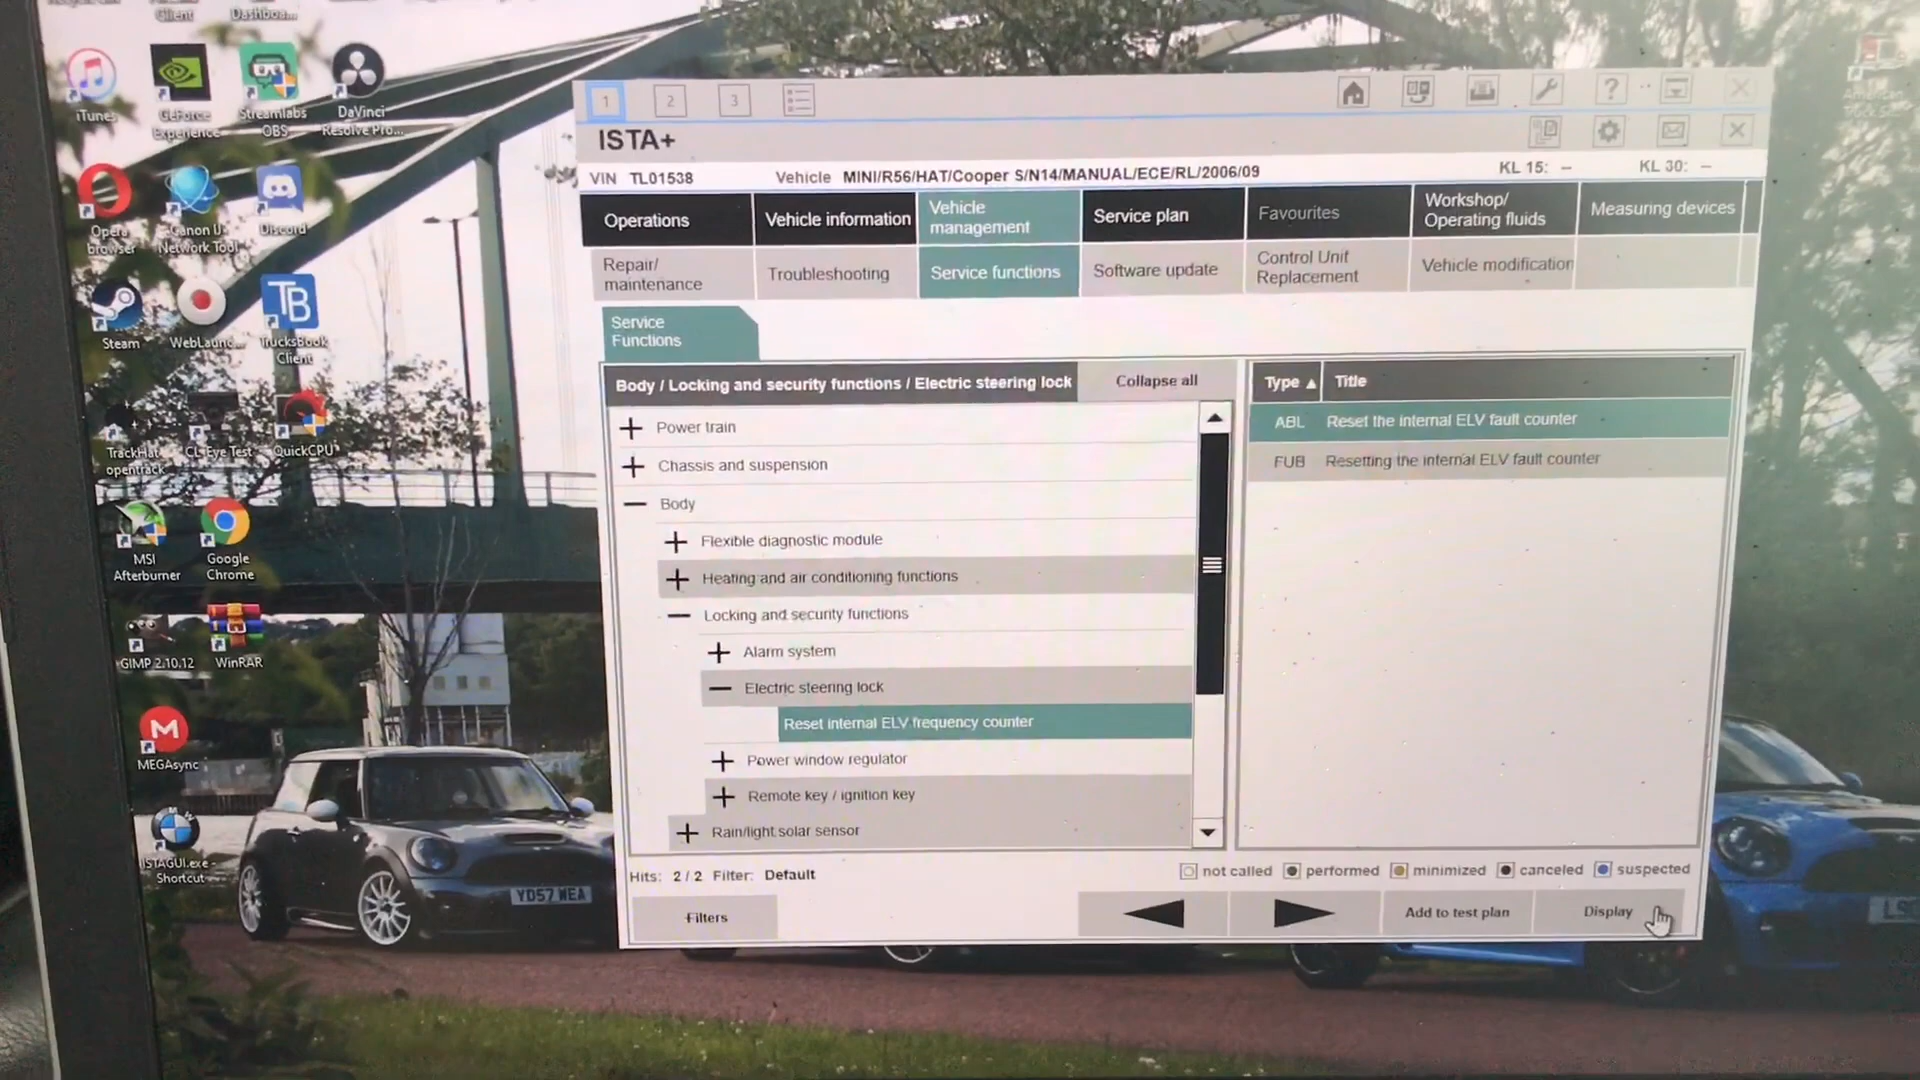 Client
Dashboa...
iTunes
GeForce
Experience
Streamlabs
OBS
DaVinci
Resolve Pro...
Opera
browser
Canon IJ
Network Tool
Discord
Steam
WebLaunc...
TB
TrucksBook
Client
TrackHat
opentrack
CL-Eye Test
QuickCPU
MSI
Afterburner
Google
Chrome
GIMP 2.10.12
WinRAR
MEGAsync
ISTAGUI.exe -
Shortcut
1
2
3
?
ISTA+
VIN TL01538
Vehicle MINI/R56/HAT/Cooper S/N14/MANUAL/ECE/RL/2006/09
KL 15: --
KL 30: --
Operations
Vehicle information
Vehicle
management
Service plan
Favourites
Workshop/
Operating fluids
Measuring devices
Repair/
maintenance
Troubleshooting
Service functions
Software update
Control Unit
Replacement
Vehicle modification
Service
Functions
Body / Locking and security functions / Electric steering lock
Collapse all
Power train
Chassis and suspension
Body
Flexible diagnostic module
Heating and air conditioning functions
Locking and security functions
Alarm system
Electric steering lock
Reset internal ELV frequency counter
Power window regulator
Remote key / ignition key
Rain/light solar sensor
Type ▲ Title
ABL Reset the internal ELV fault counter
FUB Resetting the internal ELV fault counter
Hits: 2 / 2 Filter: Default
not called performed minimized canceled suspected
Filters
Add to test plan
Display
YD57 WEA